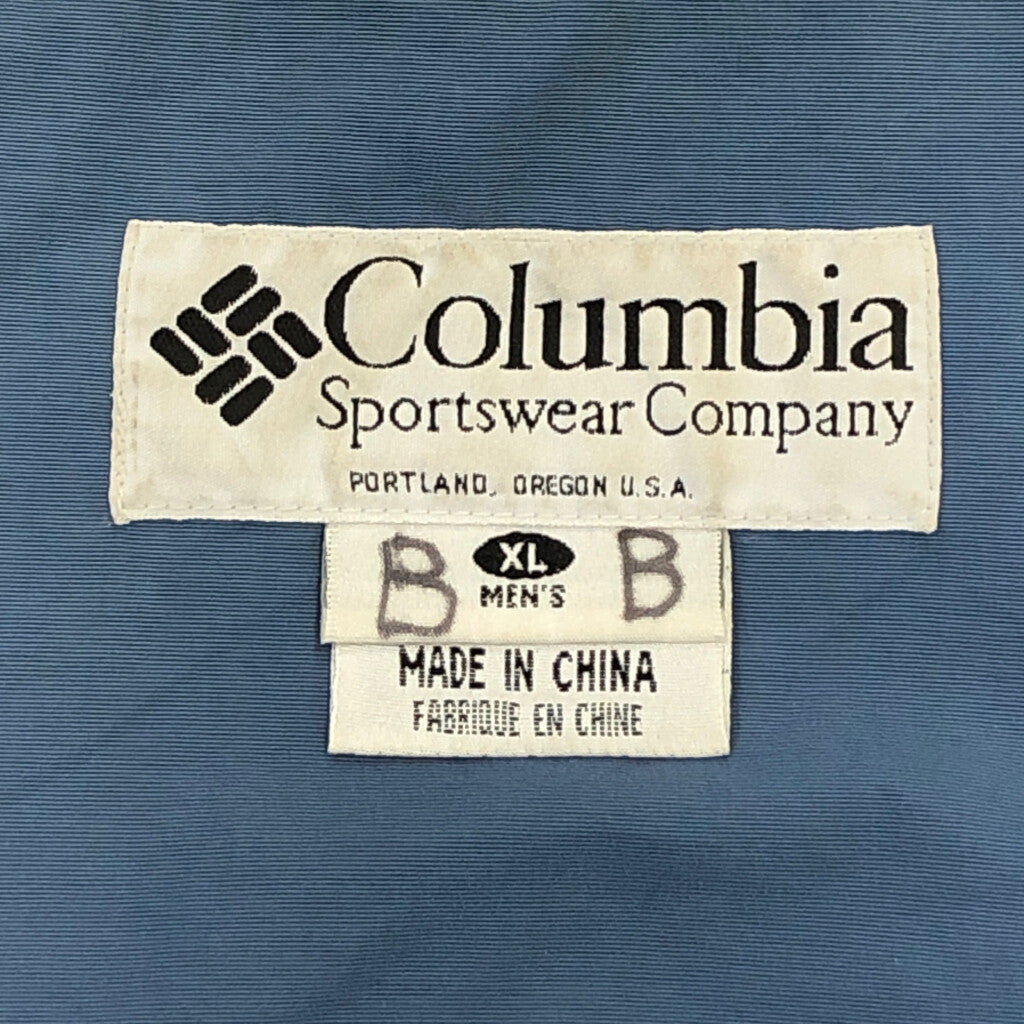 Columbia
Sportswear Company
PORTLAND, OREGON U.S.A.
B XL B
MEN'S
MADE IN CHINA
FABRIQUE EN CHINE